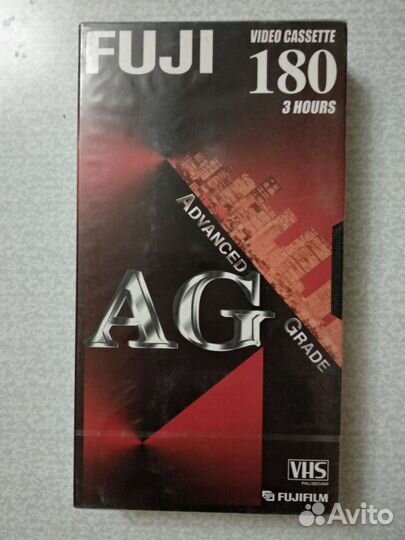 FUJI
VIDEO CASSETTE
180
3 HOURS
ADVANCED GRADE
AG
VHS
PAL/SECAM
FUJIFILM
Avito